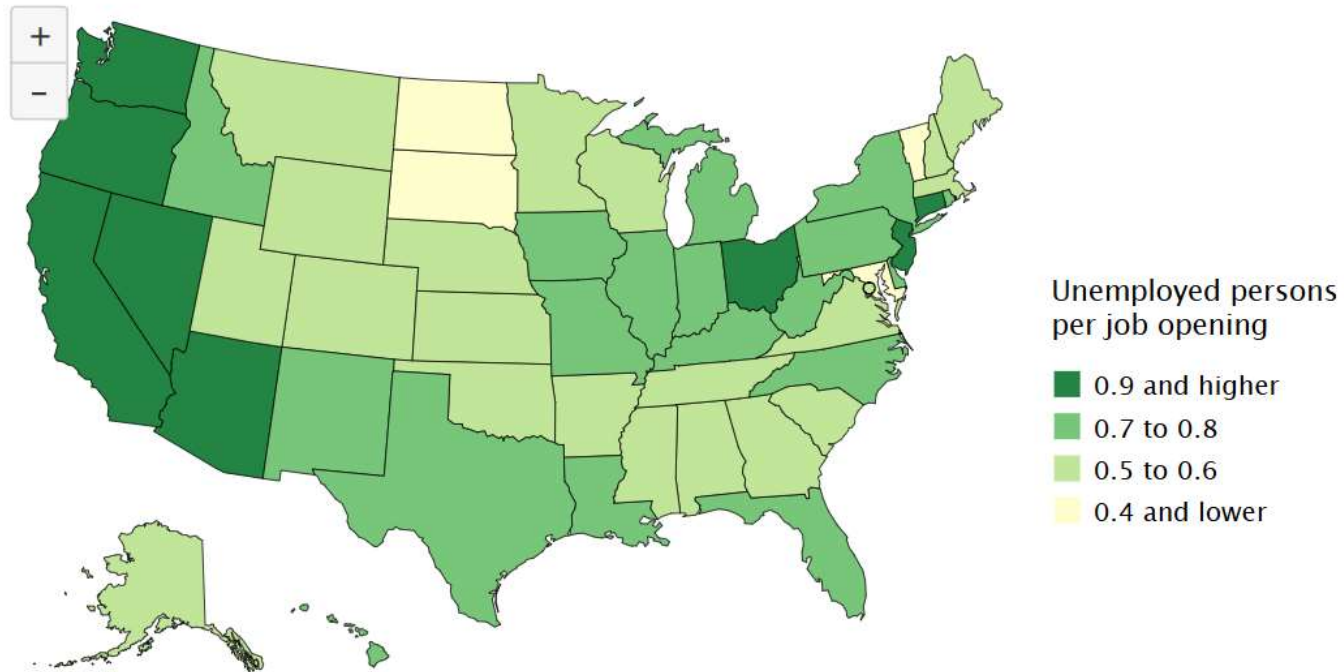 +
−
Unemployed persons
per job opening
0.9 and higher
0.7 to 0.8
0.5 to 0.6
0.4 and lower